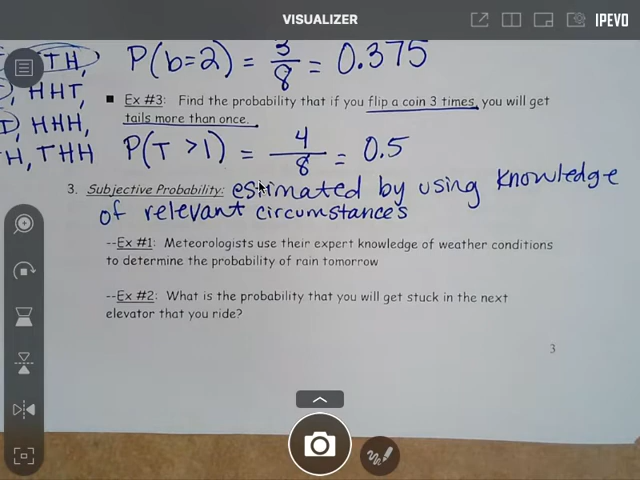 VISUALIZER
IPEVO
TH, P(b=2) = 3/8 = 0.375
HHT,
Ex #3: Find the probability that if you flip a coin 3 times, you will get
tails more than once.
HHH,
H, THH P(T >1) = 4/8 = 0.5
3. Subjective Probability: estimated by using knowledge
of relevant circumstances
--Ex #1: Meteorologists use their expert knowledge of weather conditions
to determine the probability of rain tomorrow
--Ex #2: What is the probability that you will get stuck in the next
elevator that you ride?
3